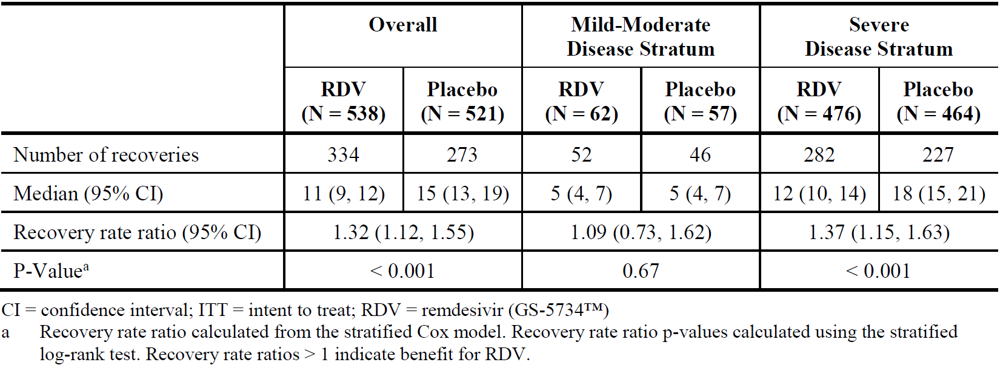 Overall Mild-Moderate Disease Stratum Severe Disease Stratum
RDV (N = 538) Placebo (N = 521) RDV (N = 62) Placebo (N = 57) RDV (N = 476) Placebo (N = 464)
Number of recoveries 334 273 52 46 282 227
Median (95% CI) 11 (9, 12) 15 (13, 19) 5 (4, 7) 5 (4, 7) 12 (10, 14) 18 (15, 21)
Recovery rate ratio (95% CI) 1.32 (1.12, 1.55) 1.09 (0.73, 1.62) 1.37 (1.15, 1.63)
P-Valueᵃ < 0.001 0.67 < 0.001
CI = confidence interval; ITT = intent to treat; RDV = remdesivir (GS-5734™)
a Recovery rate ratio calculated from the stratified Cox model. Recovery rate ratio p-values calculated using the stratified
log-rank test. Recovery rate ratios > 1 indicate benefit for RDV.